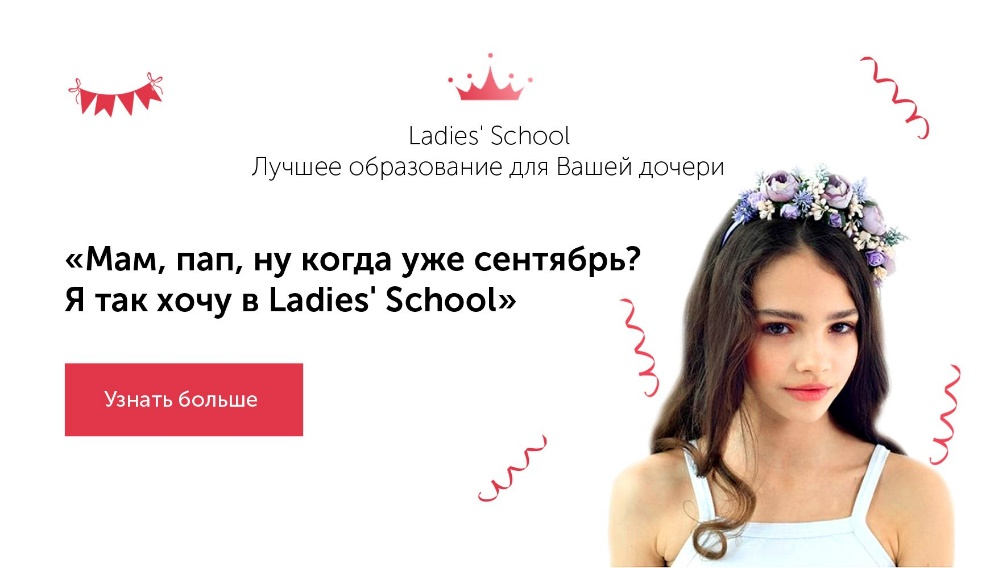 Ladies' School
Лучшее образование для Вашей дочери
«Мам, пап, ну когда уже сентябрь?
Я так хочу в Ladies' School»
Узнать больше